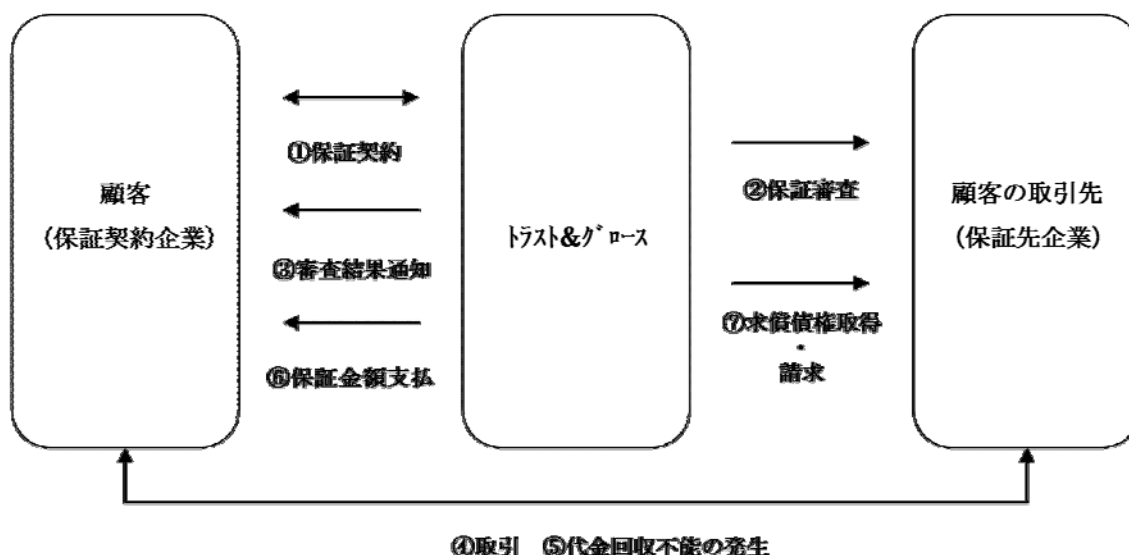 顧客
(保証契約企業)
①保証契約
③審査結果通知
⑥保証金額支払
ﾄﾗｽﾄ&ｸﾞﾛｰｽ
②保証審査
⑦求償債権取得
・
請求
顧客の取引先
(保証先企業)
④取引 ⑤代金回収不能の発生